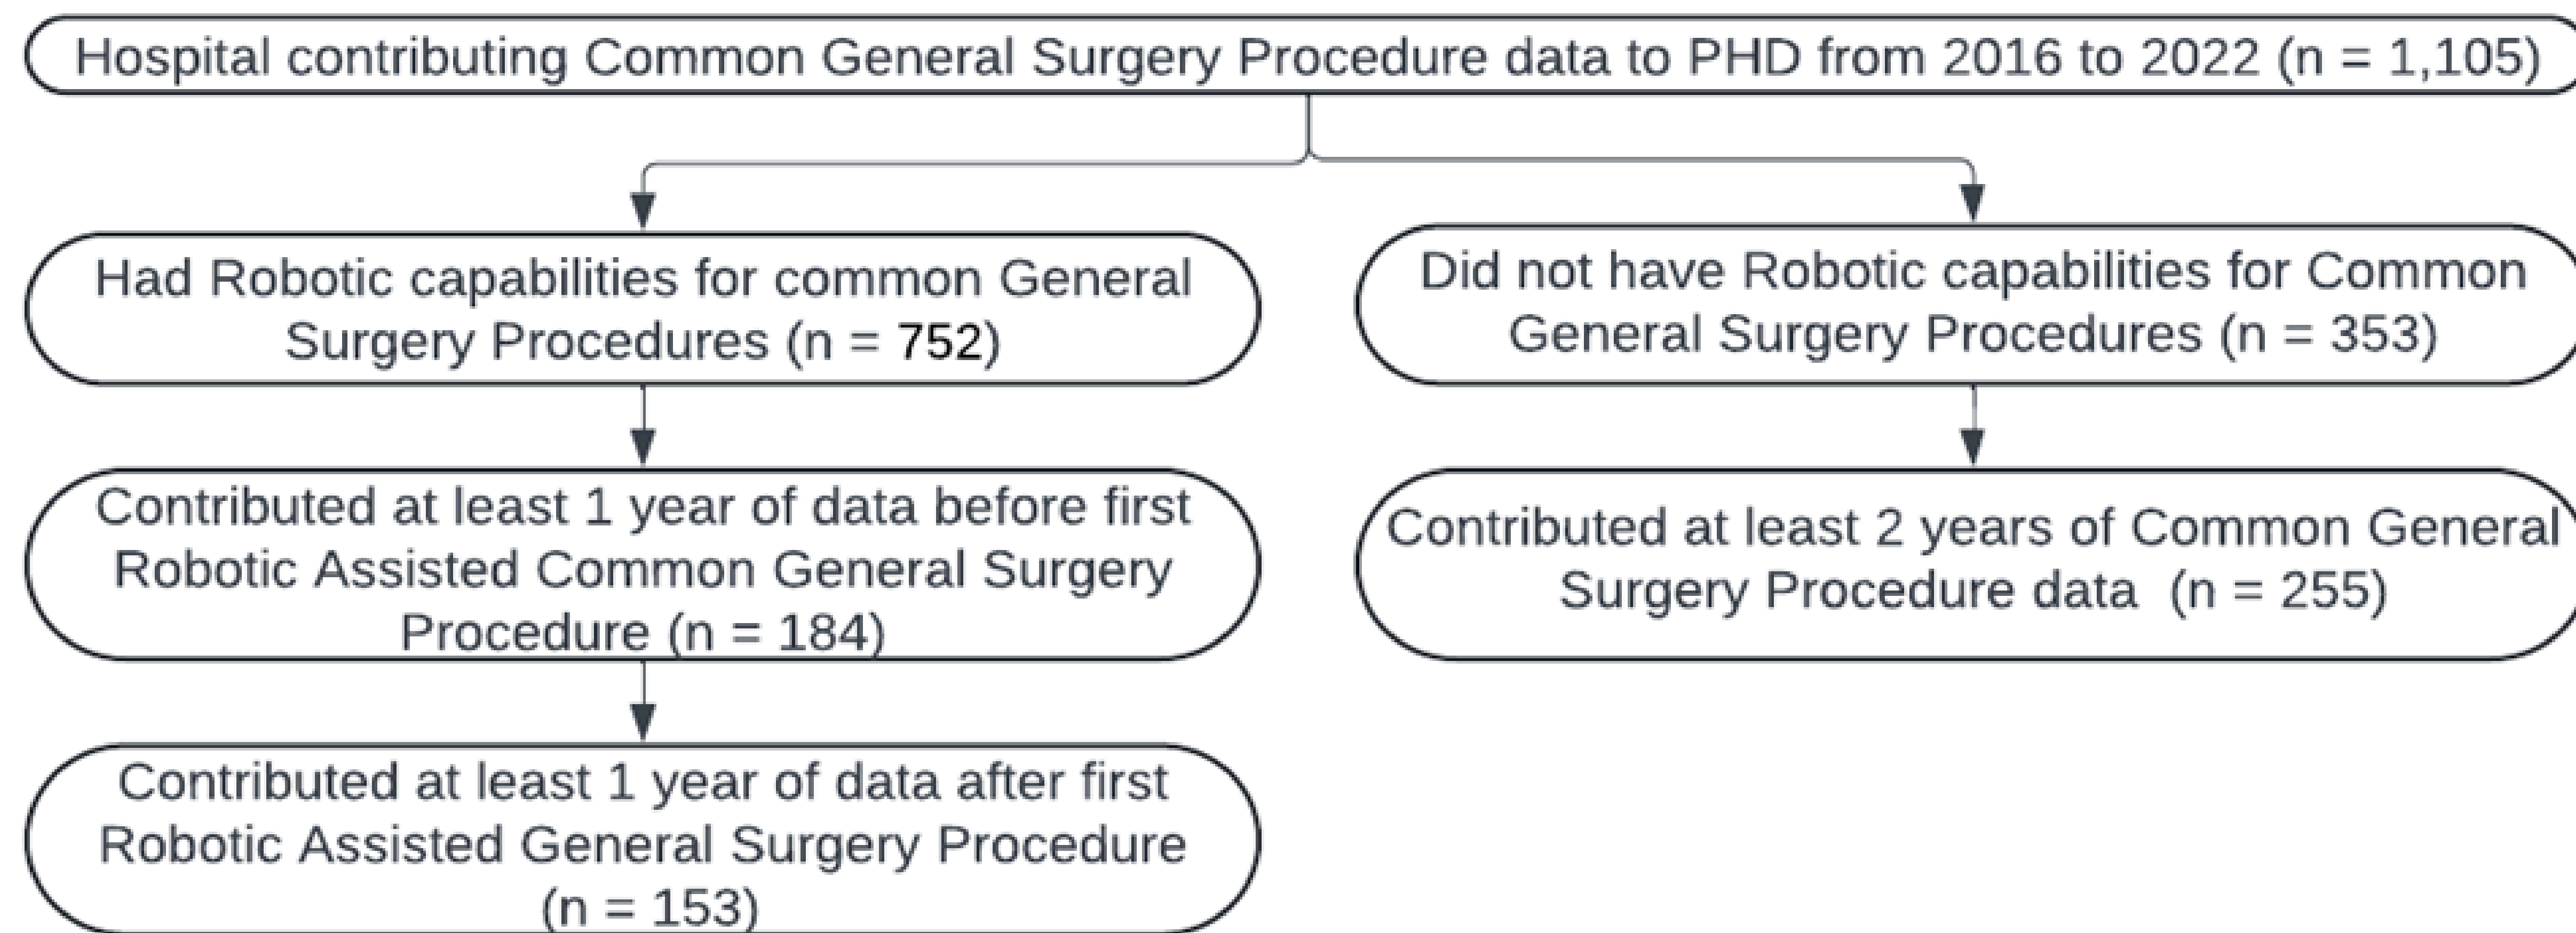 Hospital contributing Common General Surgery Procedure data to PHD from 2016 to 2022 (n = 1,105)
Had Robotic capabilities for common General
Surgery Procedures (n = 752)
Did not have Robotic capabilities for Common
General Surgery Procedures (n = 353)
Contributed at least 1 year of data before first
Robotic Assisted Common General Surgery
Procedure (n = 184)
Contributed at least 2 years of Common General
Surgery Procedure data (n = 255)
Contributed at least 1 year of data after first
Robotic Assisted General Surgery Procedure
(n = 153)